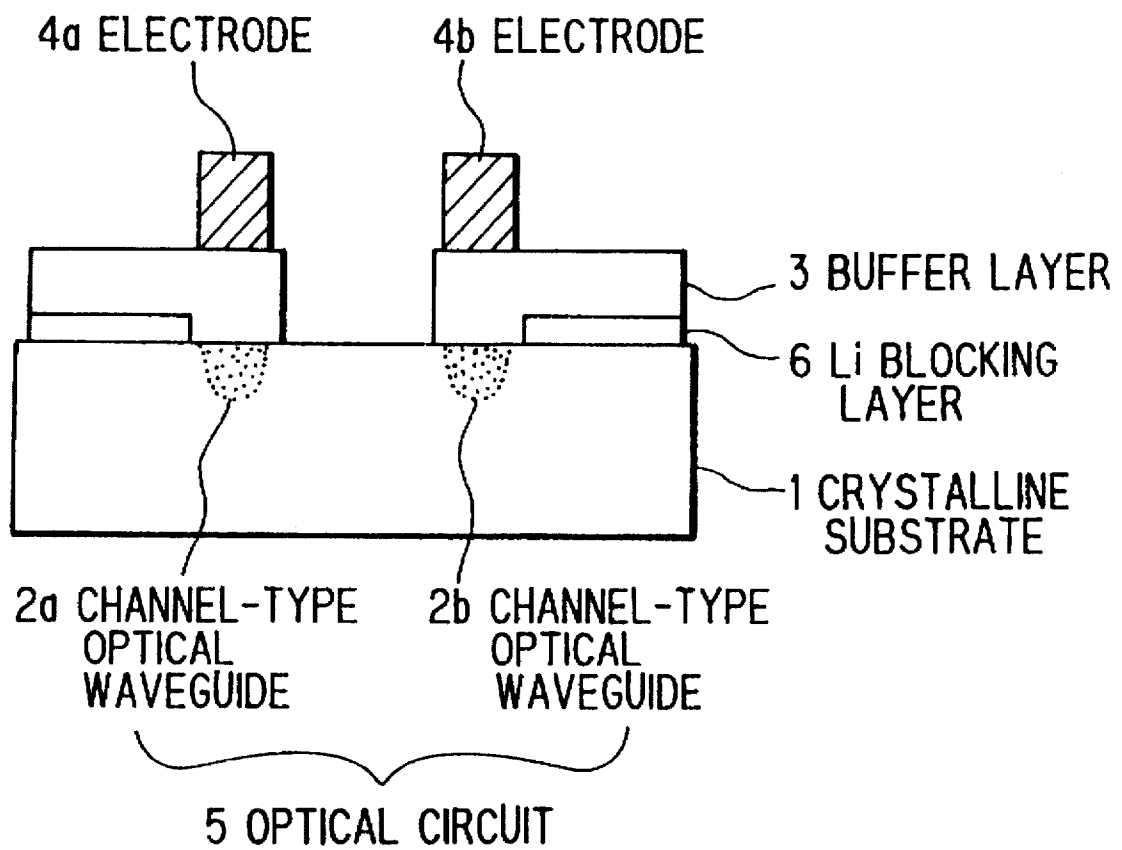 4a ELECTRODE
4b ELECTRODE
3 BUFFER LAYER
6 Li BLOCKING
LAYER
1 CRYSTALLINE
SUBSTRATE
2a CHANNEL-TYPE
OPTICAL
WAVEGUIDE
2b CHANNEL-TYPE
OPTICAL
WAVEGUIDE
5 OPTICAL CIRCUIT